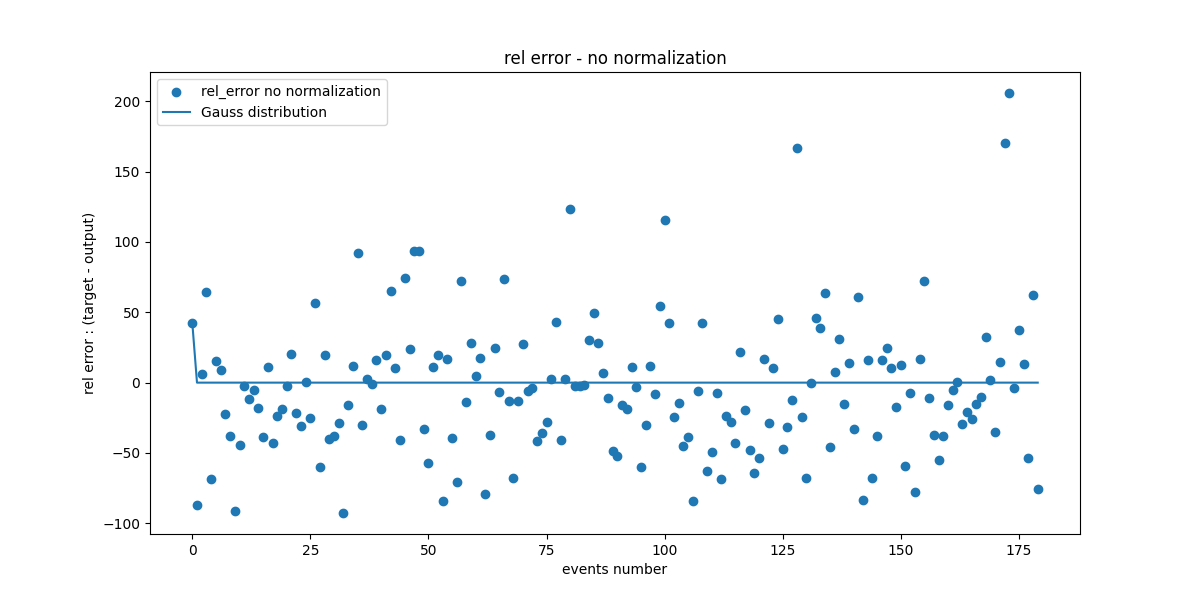 rel error - no normalization
rel_error no normalization
Gauss distribution
200
150
100
50
0
−50
−100
rel error : (target - output)
0 25 50 75 100 125 150 175
events number